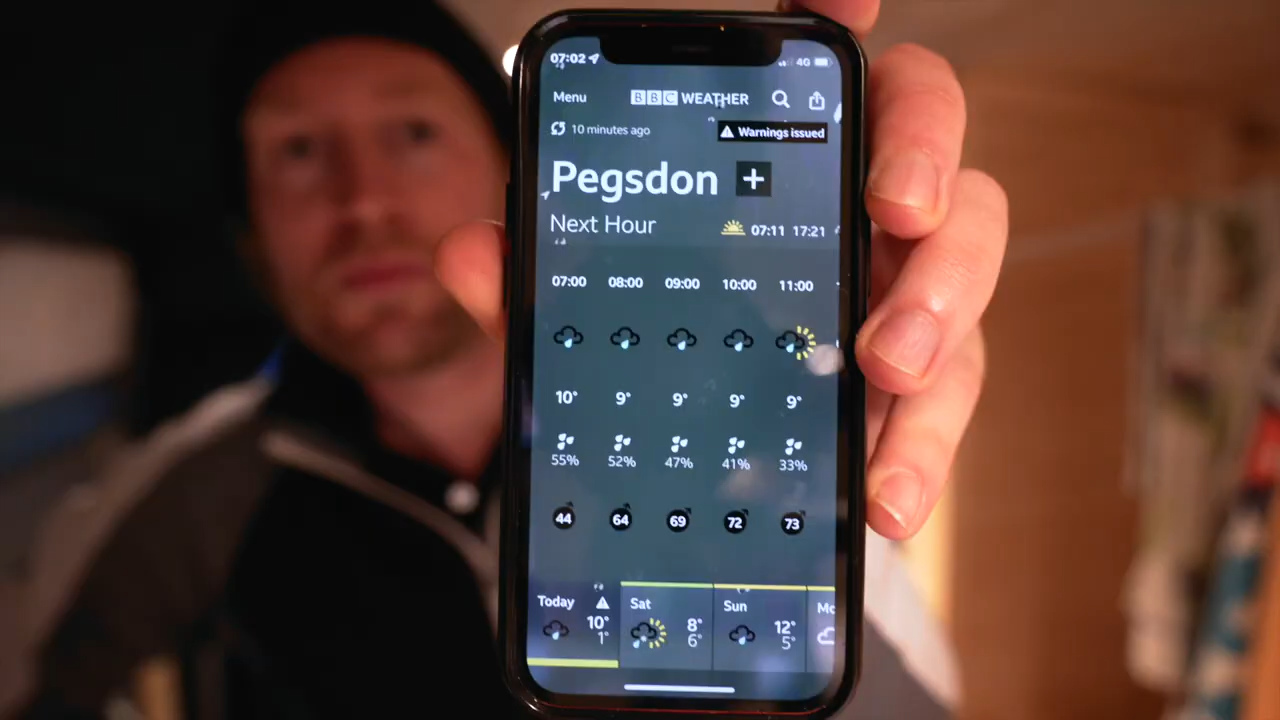 07:02 4G
Menu BBC WEATHER
10 minutes ago Warnings issued
Pegsdon +
Next Hour 07:11 17:21
07:00 08:00 09:00 10:00 11:00
10° 9° 9° 9° 9°
55% 52% 47% 41% 33%
44 64 69 72 73
Today Sat Sun Mo
10° 8° 12°
1° 6° 5°